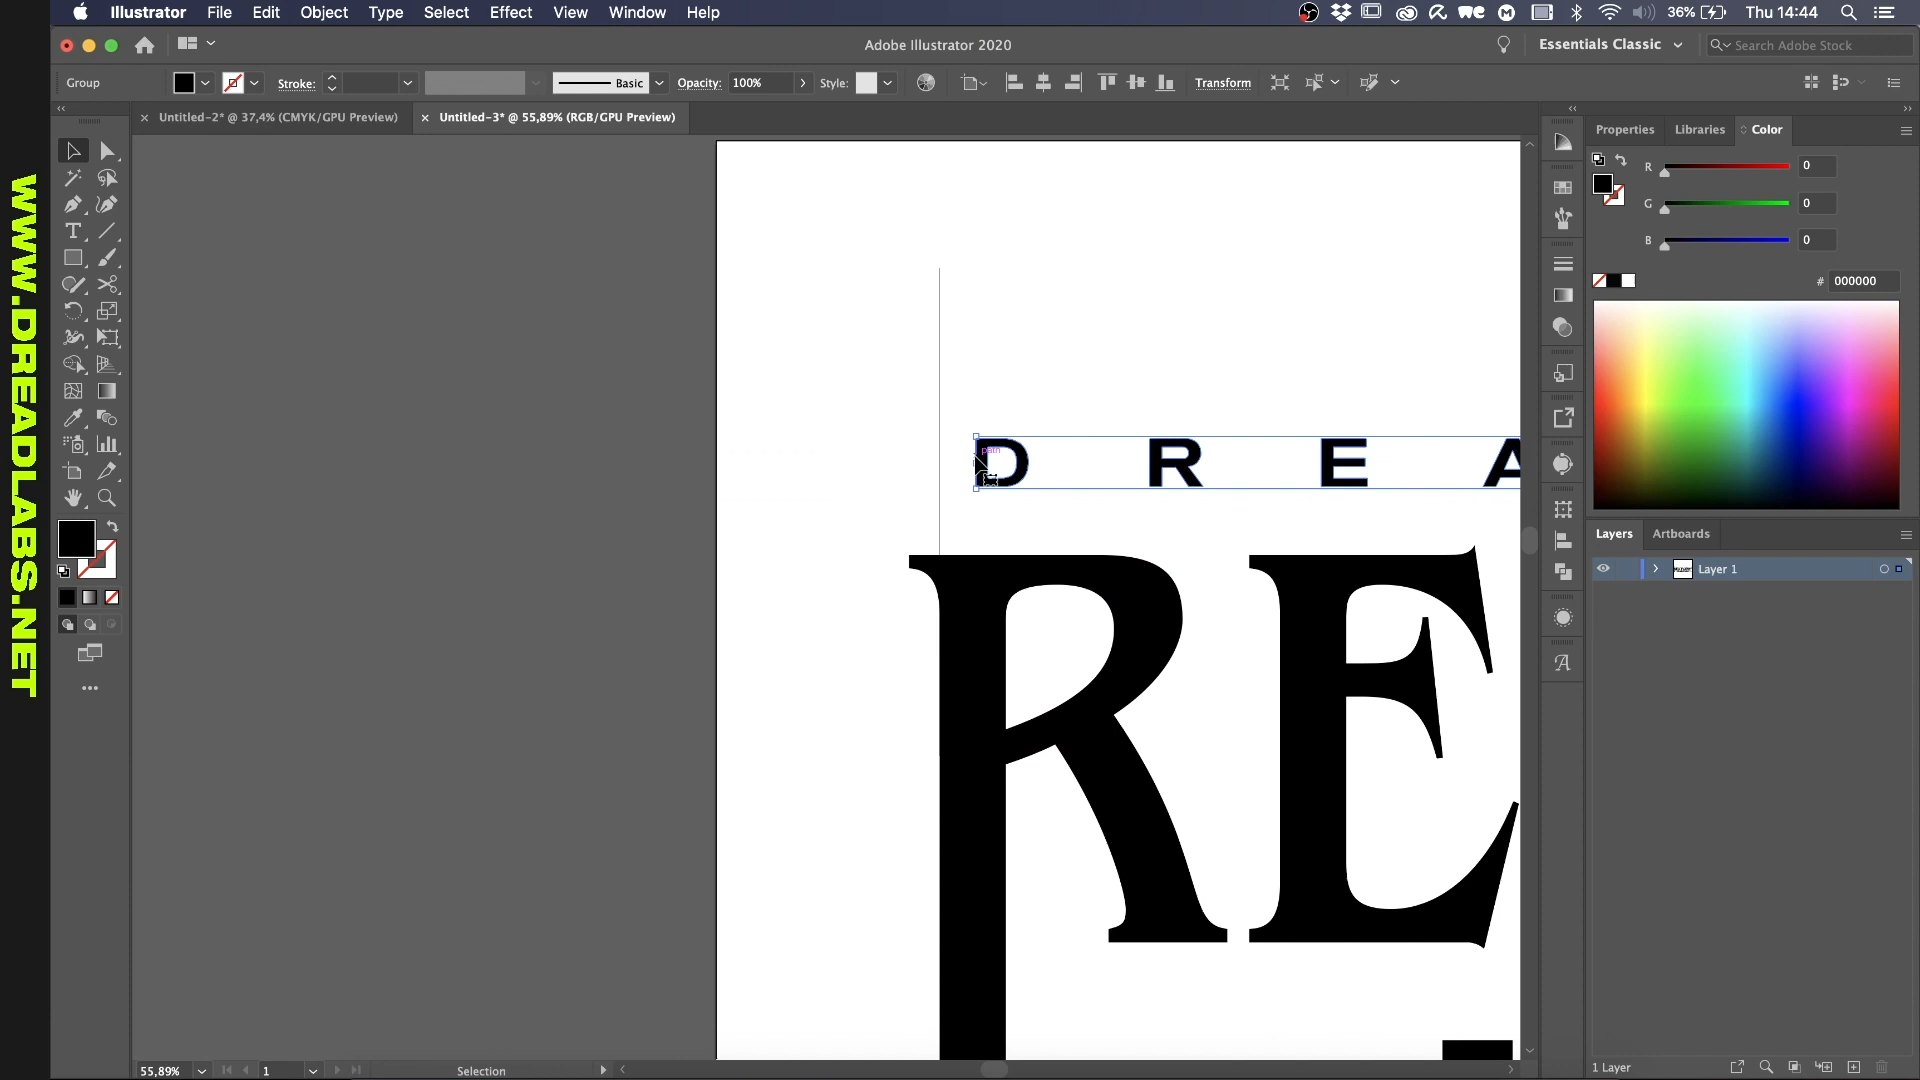 Illustrator File Edit Object Type Select Effect View Window Help 36% Thu 14:44
Adobe Illustrator 2020 Essentials Classic Search Adobe Stock
Group Stroke: Basic Opacity: 100% Style: Transform
Untitled-2* @ 37,4% (CMYK/GPU Preview) Untitled-3* @ 55,89% (RGB/GPU Preview)
Properties Libraries Color
R 0
G 0
B 0
# 000000
WWW.DREADLABS.NET
D R E A
path
RE
Layers Artboards
Layer 1
55,89% 1 Selection
1 Layer